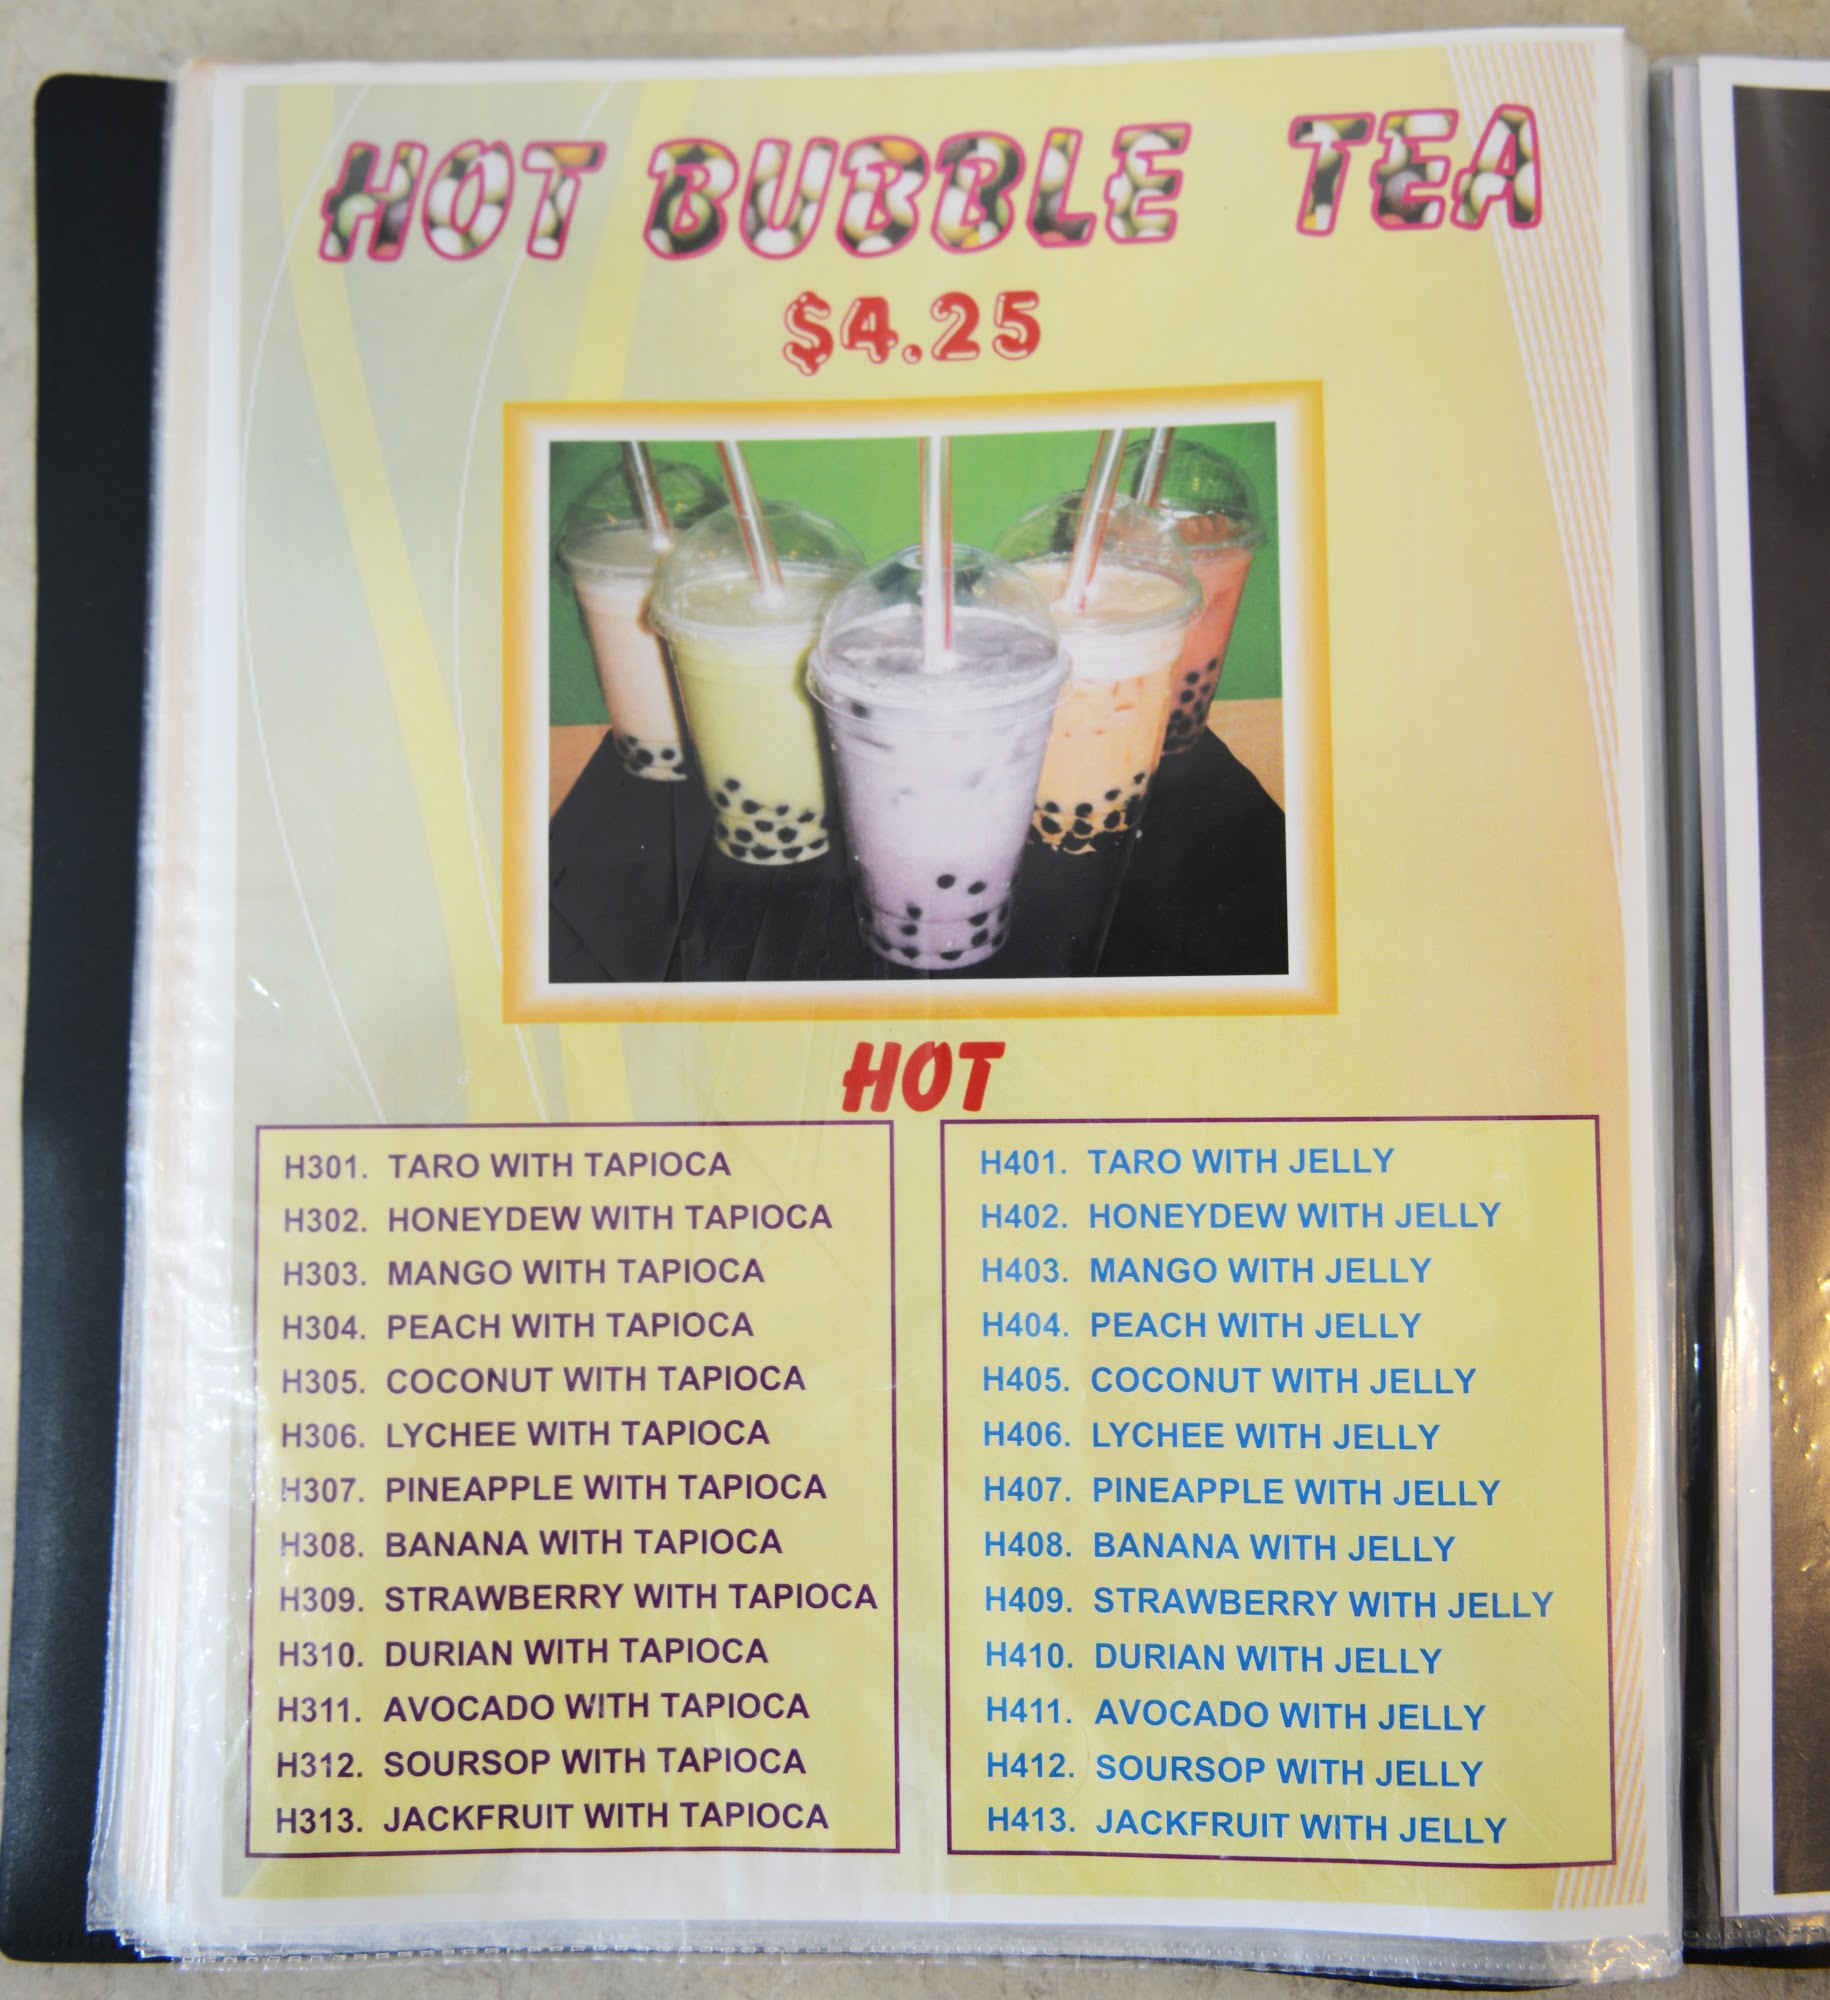 HOT BUBBLE TEA
$4.25
HOT
H301. TARO WITH TAPIOCA
H302. HONEYDEW WITH TAPIOCA
H303. MANGO WITH TAPIOCA
H304. PEACH WITH TAPIOCA
H305. COCONUT WITH TAPIOCA
H306. LYCHEE WITH TAPIOCA
H307. PINEAPPLE WITH TAPIOCA
H308. BANANA WITH TAPIOCA
H309. STRAWBERRY WITH TAPIOCA
H310. DURIAN WITH TAPIOCA
H311. AVOCADO WITH TAPIOCA
H312. SOURSOP WITH TAPIOCA
H313. JACKFRUIT WITH TAPIOCA
H401. TARO WITH JELLY
H402. HONEYDEW WITH JELLY
H403. MANGO WITH JELLY
H404. PEACH WITH JELLY
H405. COCONUT WITH JELLY
H406. LYCHEE WITH JELLY
H407. PINEAPPLE WITH JELLY
H408. BANANA WITH JELLY
H409. STRAWBERRY WITH JELLY
H410. DURIAN WITH JELLY
H411. AVOCADO WITH JELLY
H412. SOURSOP WITH JELLY
H413. JACKFRUIT WITH JELLY